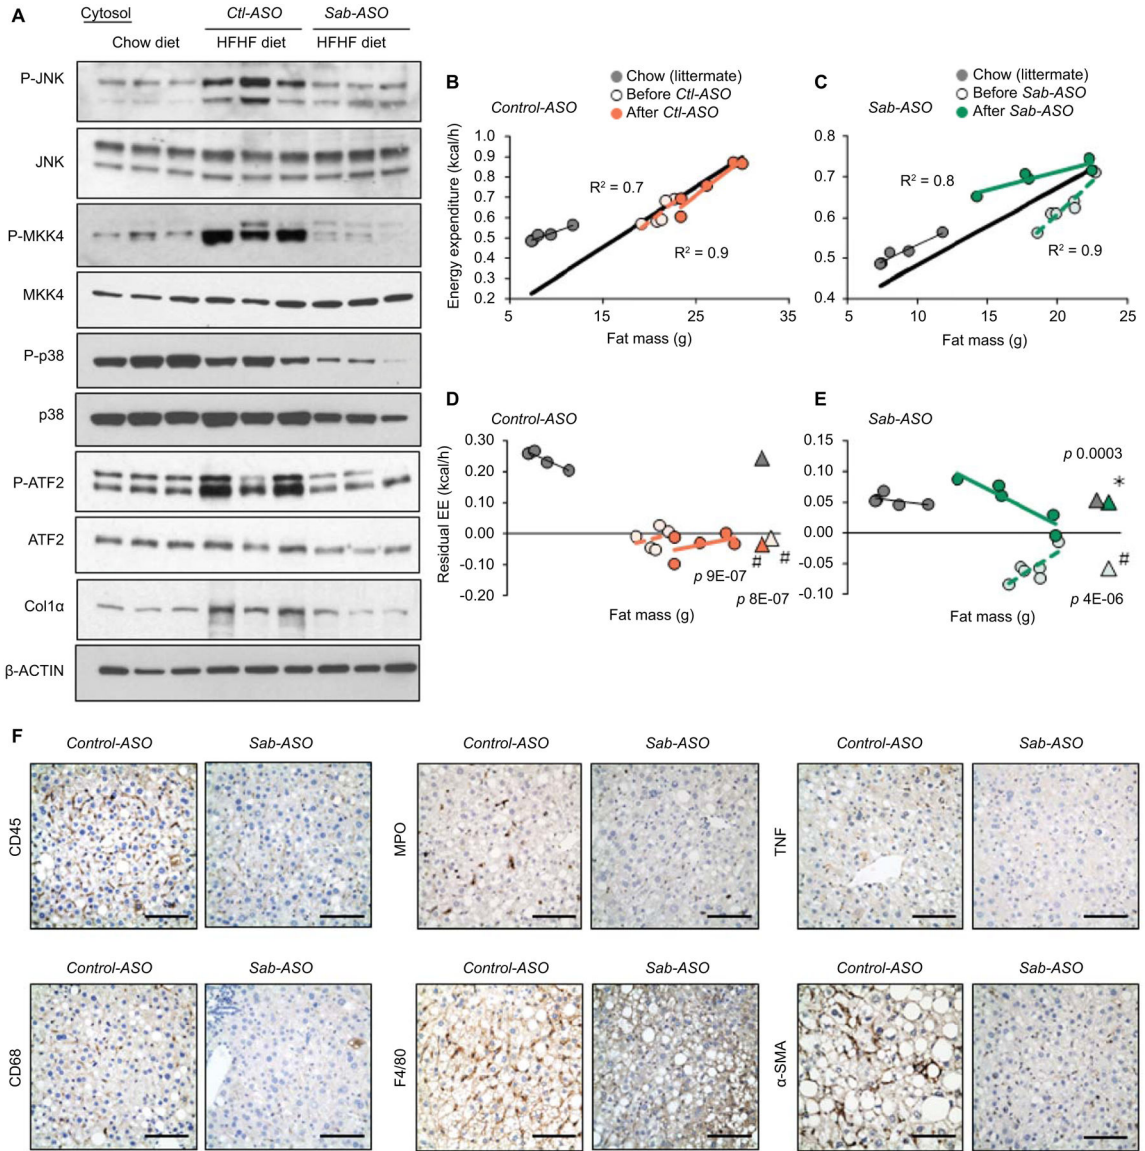 A
Cytosol
Ctl-ASO
Sab-ASO
Chow diet
HFHF diet
HFHF diet
P-JNK
JNK
P-MKK4
MKK4
P-p38
p38
P-ATF2
ATF2
Col1α
β-ACTIN
B
Control-ASO
Chow (littermate)
Before Ctl-ASO
After Ctl-ASO
Energy expenditure (kcal/h)
1.0
0.9
0.8
0.7
0.6
0.5
0.4
0.3
0.2
R² = 0.7
R² = 0.9
5
15
25
35
Fat mass (g)
C
Sab-ASO
Chow (littermate)
Before Sab-ASO
After Sab-ASO
0.8
0.7
0.6
0.5
0.4
R² = 0.8
R² = 0.9
5
10
15
20
25
Fat mass (g)
D
Control-ASO
Residual EE (kcal/h)
0.30
0.20
0.10
0.00
-0.10
-0.20
p 9E-07
#
#
p 8E-07
Fat mass (g)
E
Sab-ASO
0.15
0.10
0.05
0.00
-0.05
-0.10
p 0.0003
*
#
p 4E-06
Fat mass (g)
F
Control-ASO
Sab-ASO
Control-ASO
Sab-ASO
Control-ASO
Sab-ASO
CD45
MPO
TNF
Control-ASO
Sab-ASO
Control-ASO
Sab-ASO
Control-ASO
Sab-ASO
CD68
F4/80
α-SMA